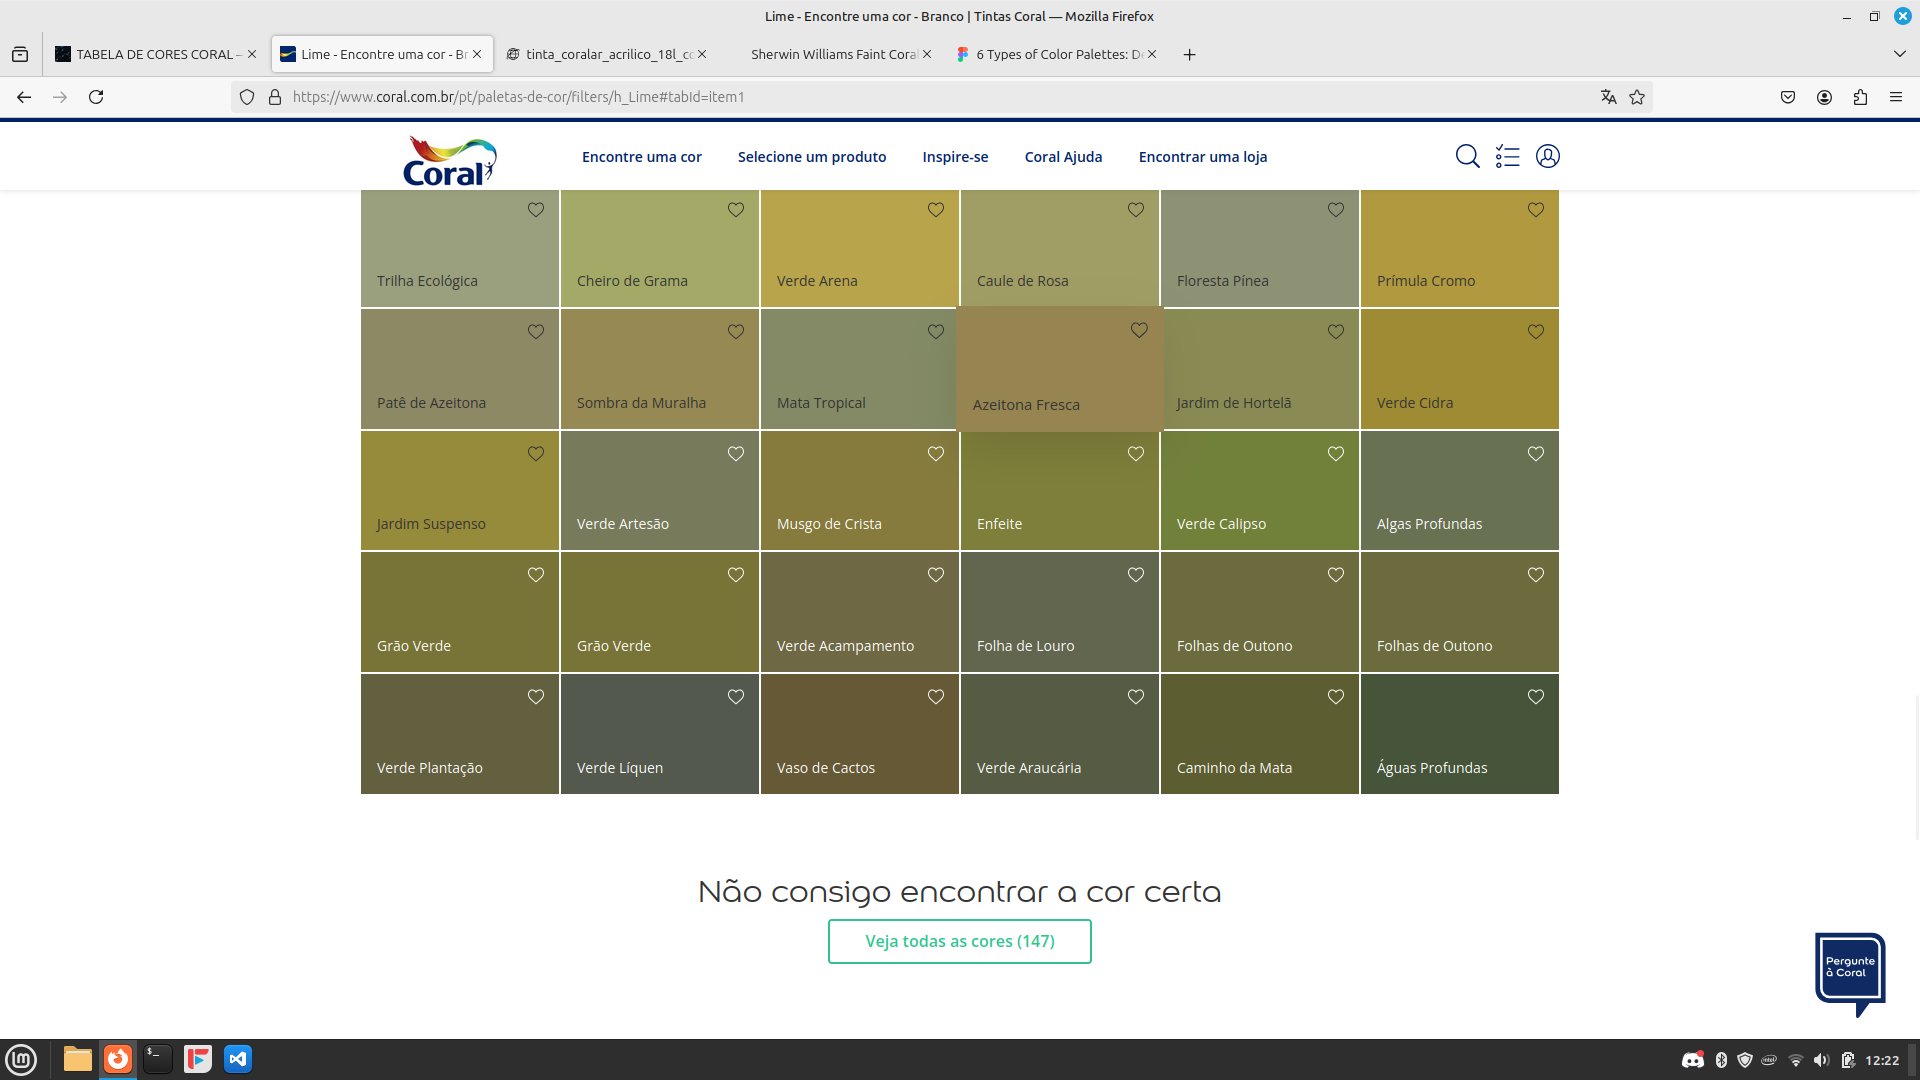 Lime - Encontre uma cor - Branco | Tintas Coral — Mozilla Firefox
TABELA DE CORES CORAL –
Lime - Encontre uma cor - Br
tinta_coralar_acrilico_18l_co
Sherwin Williams Faint Coral
6 Types of Color Palettes: De
https://www.coral.com.br/pt/paletas-de-cor/filters/h_Lime#tabId=item1
Coral
Encontre uma cor
Selecione um produto
Inspire-se
Coral Ajuda
Encontrar uma loja
Trilha Ecológica
Cheiro de Grama
Verde Arena
Caule de Rosa
Floresta Pínea
Prímula Cromo
Patê de Azeitona
Sombra da Muralha
Mata Tropical
Azeitona Fresca
Jardim de Hortelã
Verde Cidra
Jardim Suspenso
Verde Artesão
Musgo de Crista
Enfeite
Verde Calipso
Algas Profundas
Grão Verde
Grão Verde
Verde Acampamento
Folha de Louro
Folhas de Outono
Folhas de Outono
Verde Plantação
Verde Líquen
Vaso de Cactos
Verde Araucária
Caminho da Mata
Águas Profundas
Não consigo encontrar a cor certa
Veja todas as cores (147)
Pergunte
à Coral
12:22